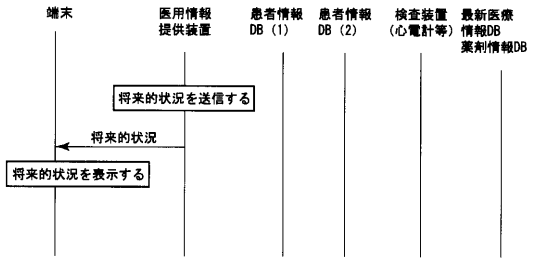 端末
医用情報
提供装置
患者情報
DB (1)
患者情報
DB (2)
検査装置
(心電計等)
最新医療
情報DB
薬剤情報DB
将来的状況を送信する
将来的状況
将来的状況を表示する